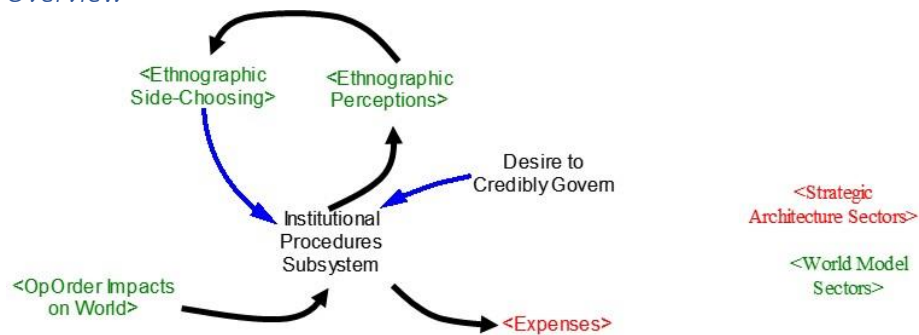 Overview
<Ethnographic
Side-Choosing>
<Ethnographic
Perceptions>
Desire to
Credibly Govern
Institutional
Procedures
Subsystem
<OpOrder Impacts
on World>
<Expenses>
<Strategic
Architecture Sectors>
<World Model
Sectors>